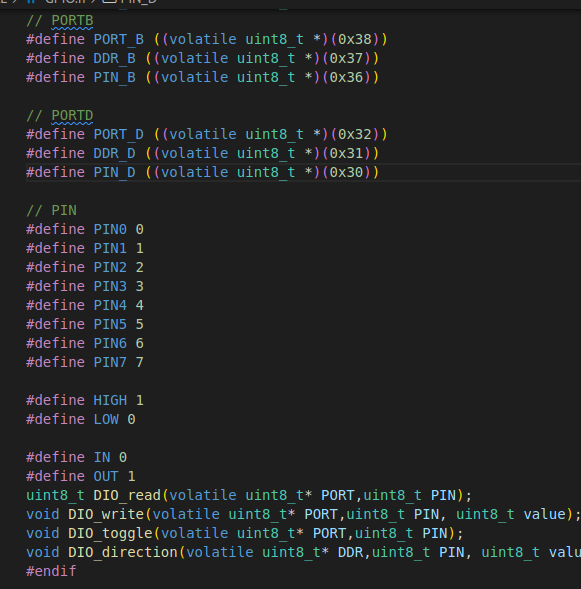 GPIO.h > PIN_D
// PORTB
#define PORT_B ((volatile uint8_t *)(0x38))
#define DDR_B ((volatile uint8_t *)(0x37))
#define PIN_B ((volatile uint8_t *)(0x36))
// PORTD
#define PORT_D ((volatile uint8_t *)(0x32))
#define DDR_D ((volatile uint8_t *)(0x31))
#define PIN_D ((volatile uint8_t *)(0x30))
// PIN
#define PIN0 0
#define PIN1 1
#define PIN2 2
#define PIN3 3
#define PIN4 4
#define PIN5 5
#define PIN6 6
#define PIN7 7
#define HIGH 1
#define LOW 0
#define IN 0
#define OUT 1
uint8_t DIO_read(volatile uint8_t* PORT,uint8_t PIN);
void DIO_write(volatile uint8_t* PORT,uint8_t PIN, uint8_t value);
void DIO_toggle(volatile uint8_t* PORT,uint8_t PIN);
void DIO_direction(volatile uint8_t* DDR,uint8_t PIN, uint8_t valu
#endif